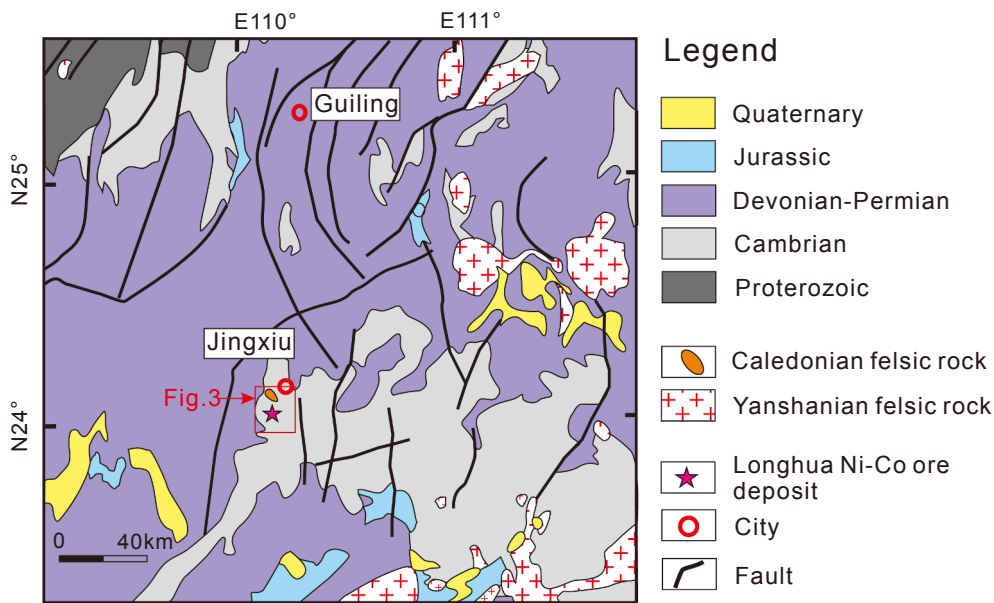 E110°
E111°
Legend
Guiling
Quaternary
Jurassic
N25°
Devonian-Permian
Cambrian
Proterozoic
Jingxiu
Caledonian felsic rock
Fig.3
Yanshanian felsic rock
N24°
Longhua Ni-Co ore
deposit
City
0 40km
Fault